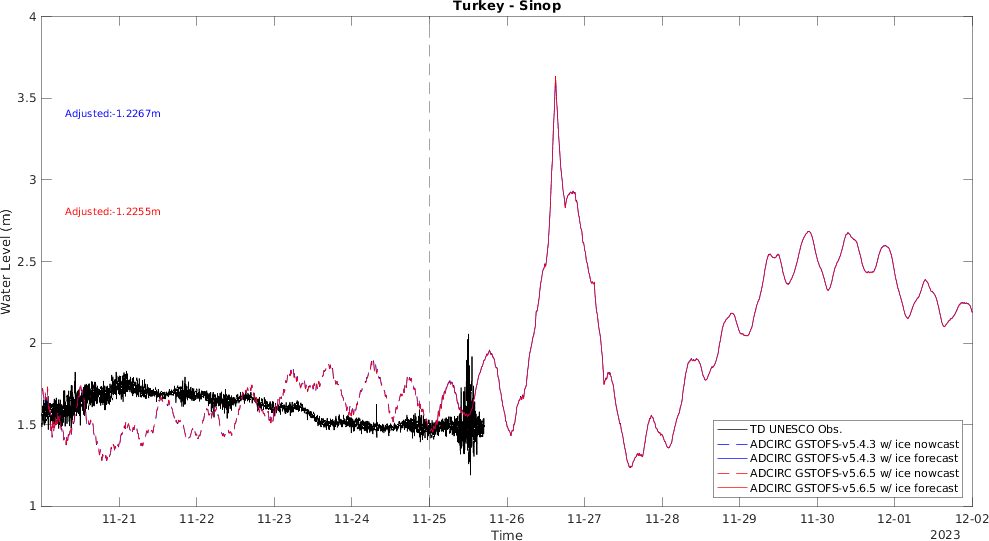 Turkey - Sinop
4
3.5
3
2.5
2
1.5
1
Water Level (m)
Adjusted:-1.2267m
Adjusted:-1.2255m
TD UNESCO Obs.
ADCIRC GSTOFS-v5.4.3 w/ ice nowcast
ADCIRC GSTOFS-v5.4.3 w/ ice forecast
ADCIRC GSTOFS-v5.6.5 w/ ice nowcast
ADCIRC GSTOFS-v5.6.5 w/ ice forecast
11-21 11-22 11-23 11-24 11-25 11-26 11-27 11-28 11-29 11-30 12-01 12-02
Time
2023